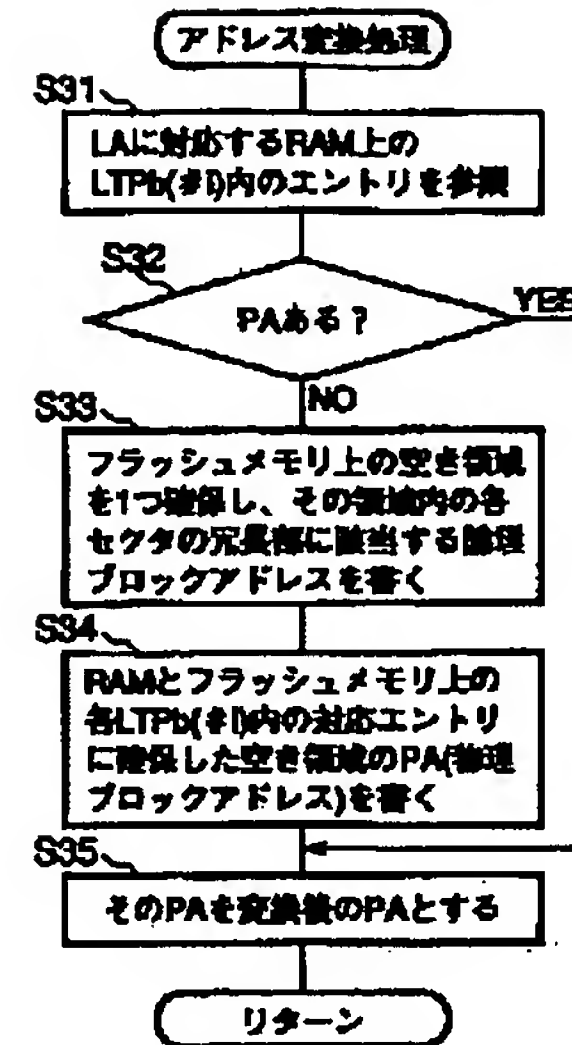 アドレス変換処理
S31
LAに対応するRAM上の
LTPb(#i)内のエントリを参照
S32
PAある？
YES
NO
S33
フラッシュメモリ上の空き領域
を1つ確保し、その領域内の各
セクタの冗長部に該当する論理
ブロックアドレスを書く
S34
RAMとフラッシュメモリ上の
各LTPb(#i)内の対応エントリ
に確保した空き領域のPA(物理
ブロックアドレス)を書く
S35
そのPAを変換後のPAとする
リターン